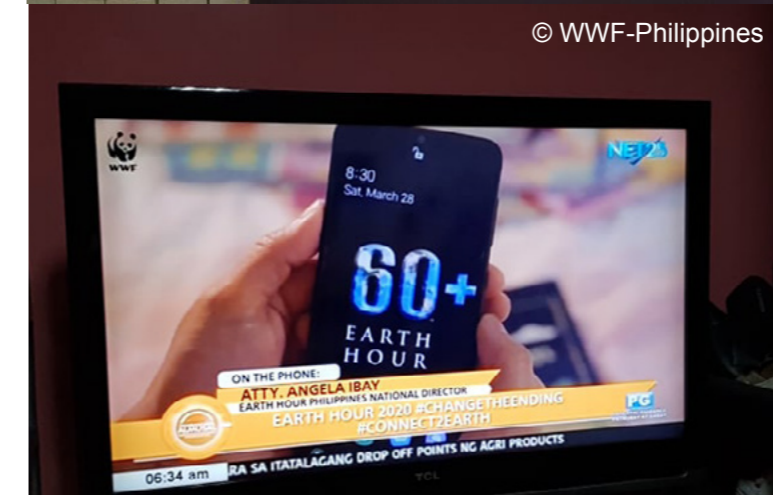 © WWF-Philippines
WWF
NET25
8:30
Sat, March 28
60+
EARTH
HOUR
ON THE PHONE:
ATTY. ANGELA IBAY
EARTH HOUR PHILIPPINES NATIONAL DIRECTOR
EARTH HOUR 2020 #CHANGETHEENDING
#CONNECT2EARTH
PG
06:34 am
RA SA ITATALAGANG DROP OFF POINTS NG AGRI PRODUCTS
TCL